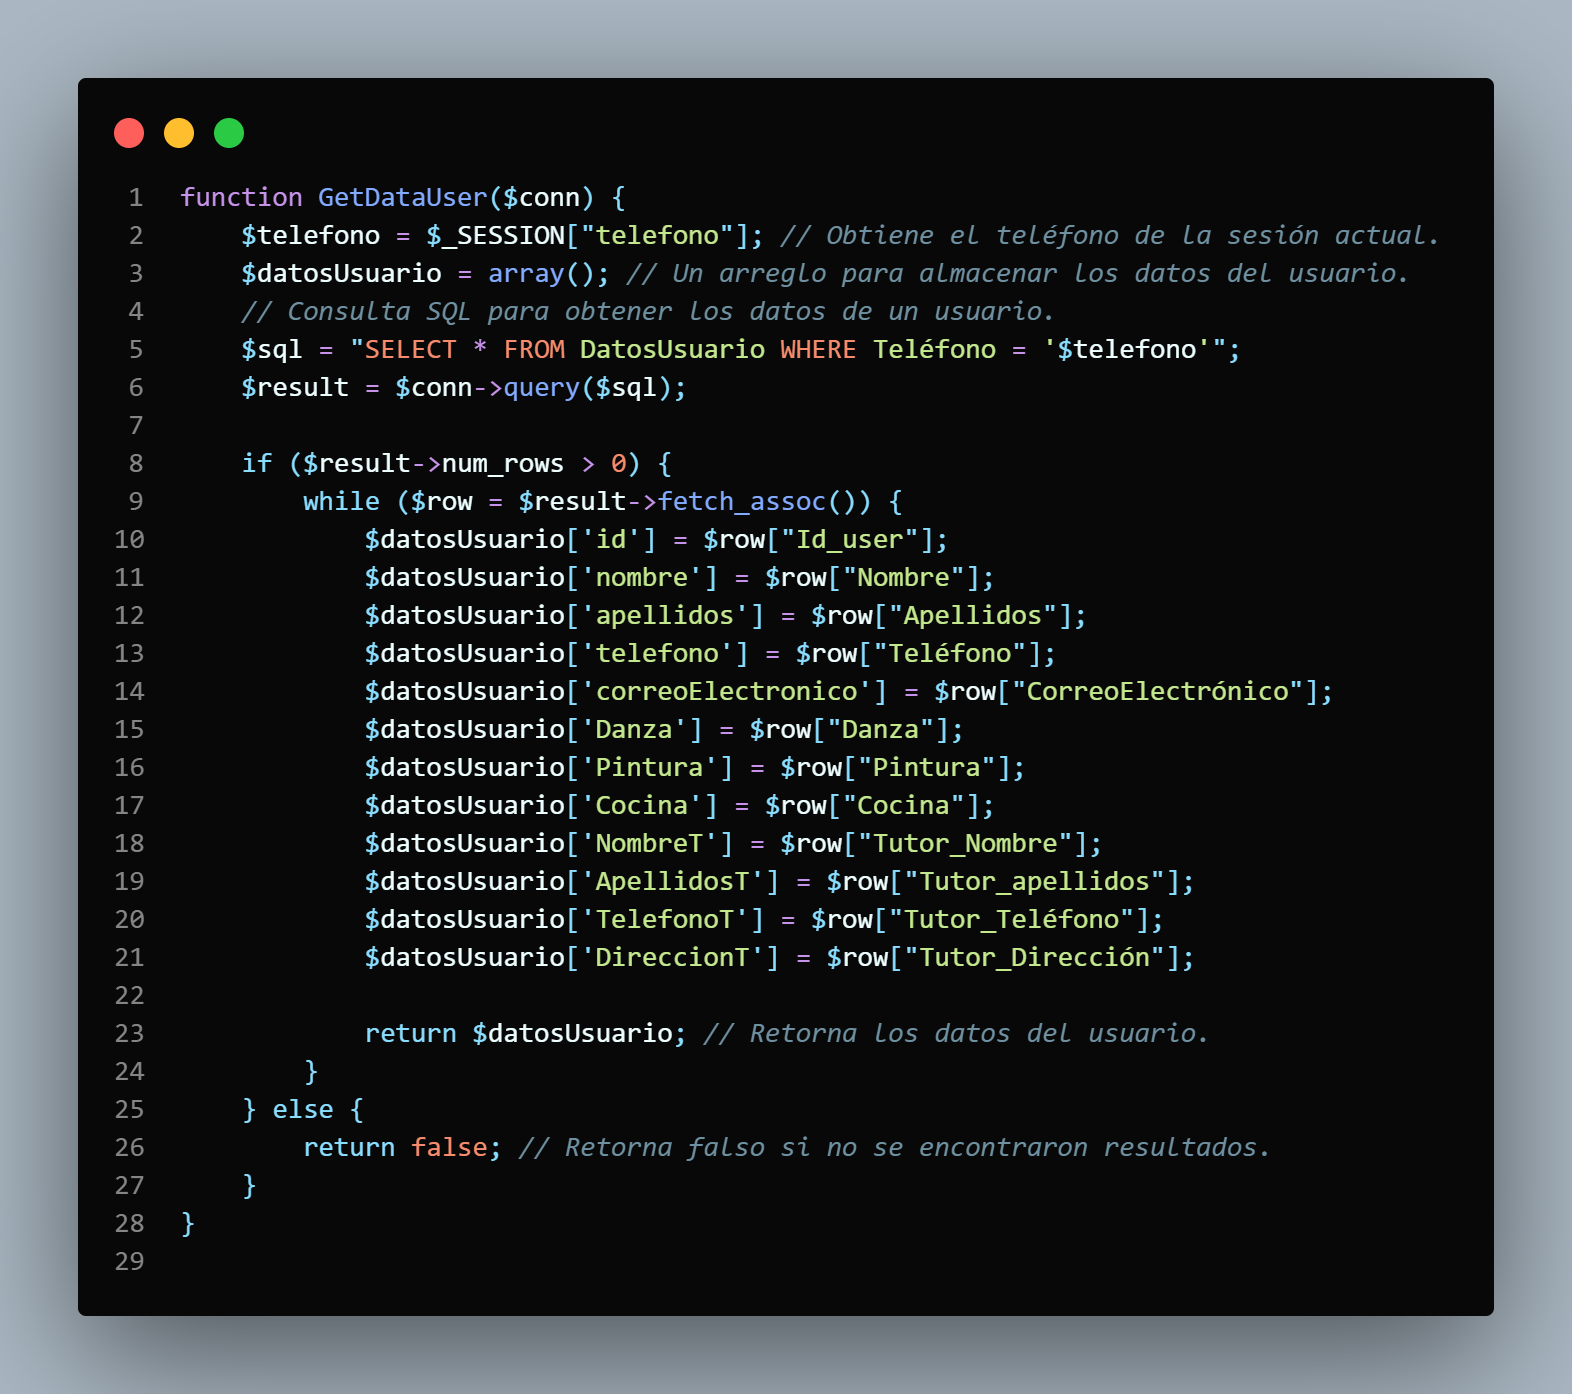 1 function GetDataUser($conn) {
2     $telefono = $_SESSION["telefono"]; // Obtiene el teléfono de la sesión actual.
3     $datosUsuario = array(); // Un arreglo para almacenar los datos del usuario.
4     // Consulta SQL para obtener los datos de un usuario.
5     $sql = "SELECT * FROM DatosUsuario WHERE Teléfono = '$telefono'";
6     $result = $conn->query($sql);
7
8     if ($result->num_rows > 0) {
9         while ($row = $result->fetch_assoc()) {
10             $datosUsuario['id'] = $row["Id_user"];
11             $datosUsuario['nombre'] = $row["Nombre"];
12             $datosUsuario['apellidos'] = $row["Apellidos"];
13             $datosUsuario['telefono'] = $row["Teléfono"];
14             $datosUsuario['correoElectronico'] = $row["CorreoElectrónico"];
15             $datosUsuario['Danza'] = $row["Danza"];
16             $datosUsuario['Pintura'] = $row["Pintura"];
17             $datosUsuario['Cocina'] = $row["Cocina"];
18             $datosUsuario['NombreT'] = $row["Tutor_Nombre"];
19             $datosUsuario['ApellidosT'] = $row["Tutor_apellidos"];
20             $datosUsuario['TelefonoT'] = $row["Tutor_Teléfono"];
21             $datosUsuario['DireccionT'] = $row["Tutor_Dirección"];
22
23             return $datosUsuario; // Retorna los datos del usuario.
24         }
25     } else {
26         return false; // Retorna falso si no se encontraron resultados.
27     }
28 }
29